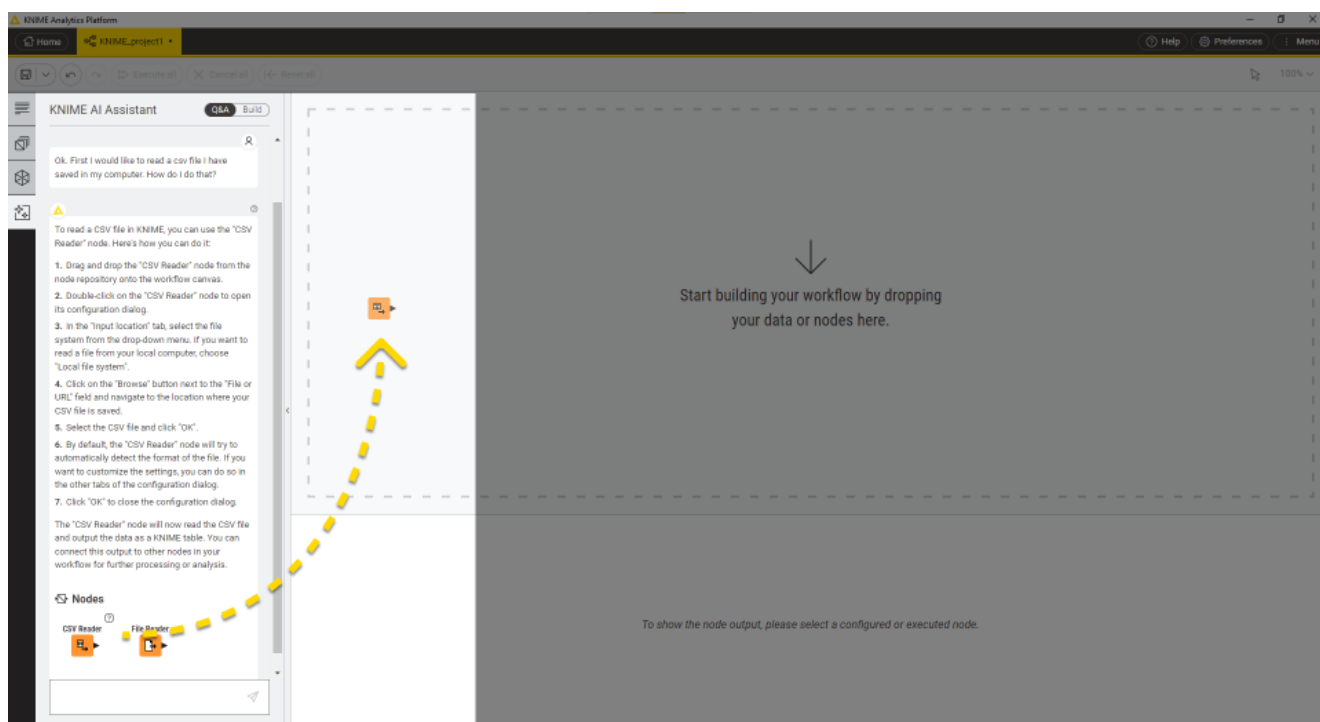 KNIME Analytics Platform
Home
KNIME_project1
Help
Preferences
Menu
Execute all
Cancel all
Reset all
100%
KNIME AI Assistant
Q&A
Build
Ok. First I would like to read a csv file I have
saved in my computer. How do I do that?
To read a CSV file in KNIME, you can use the "CSV
Reader" node. Here's how you can do it:
1. Drag and drop the "CSV Reader" node from the
node repository onto the workflow canvas.
2. Double-click on the "CSV Reader" node to open
its configuration dialog.
3. In the "Input location" tab, select the file
system from the drop-down menu. If you want to
read a file from your local computer, choose
"Local file system".
4. Click on the "Browse" button next to the "File or
URL" field and navigate to the location where your
CSV file is saved.
5. Select the CSV file and click "OK".
6. By default, the "CSV Reader" node will try to
automatically detect the format of the file. If you
want to customize the settings, you can do so in
the other tabs of the configuration dialog.
7. Click "OK" to close the configuration dialog.
The "CSV Reader" node will now read the CSV file
and output the data as a KNIME table. You can
connect this output to other nodes in your
workflow for further processing or analysis.
Nodes
CSV Reader
File Reader
Start building your workflow by dropping
your data or nodes here.
To show the node output, please select a configured or executed node.